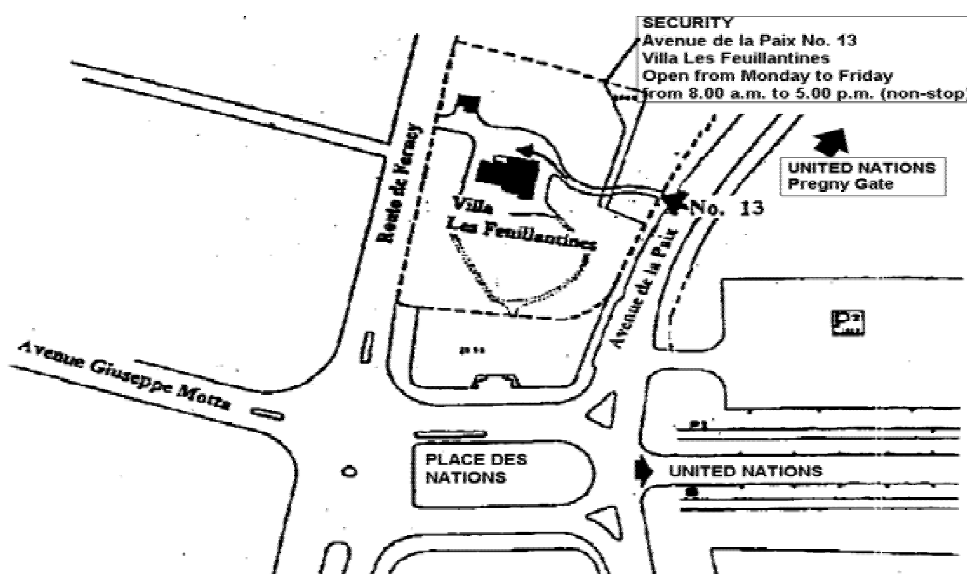 SECURITY
Avenue de la Paix No. 13
Villa Les Feuillantines
Open from Monday to Friday
from 8.00 a.m. to 5.00 p.m. (non-stop)
UNITED NATIONS
Pregny Gate
Route de Ferney
Villa
Les Feuillantines
No. 13
Avenue de la Paix
Avenue Giuseppe Motta
PLACE DES
NATIONS
UNITED NATIONS